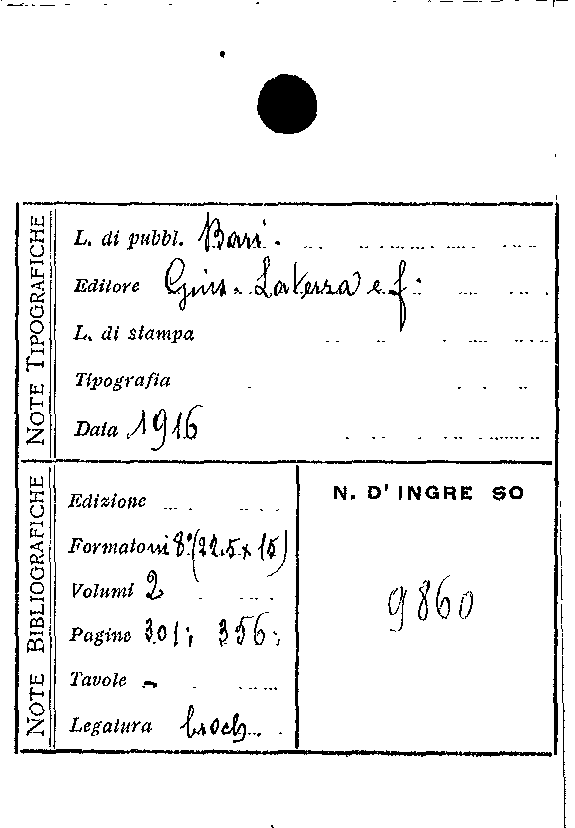 NOTE TIPOGRAFICHE
L. di pubbl. Bari.
Editore Gius. Laterza e f:
L. di stampa
Tipografia
Data 1916
NOTE BIBLIOGRAFICHE
Edizione
Formato in 8º (22.5 x 15)
Volumi 2
Pagine 301; 356;
Tavole -
Legatura broch.
N. D' INGRE SO
9860